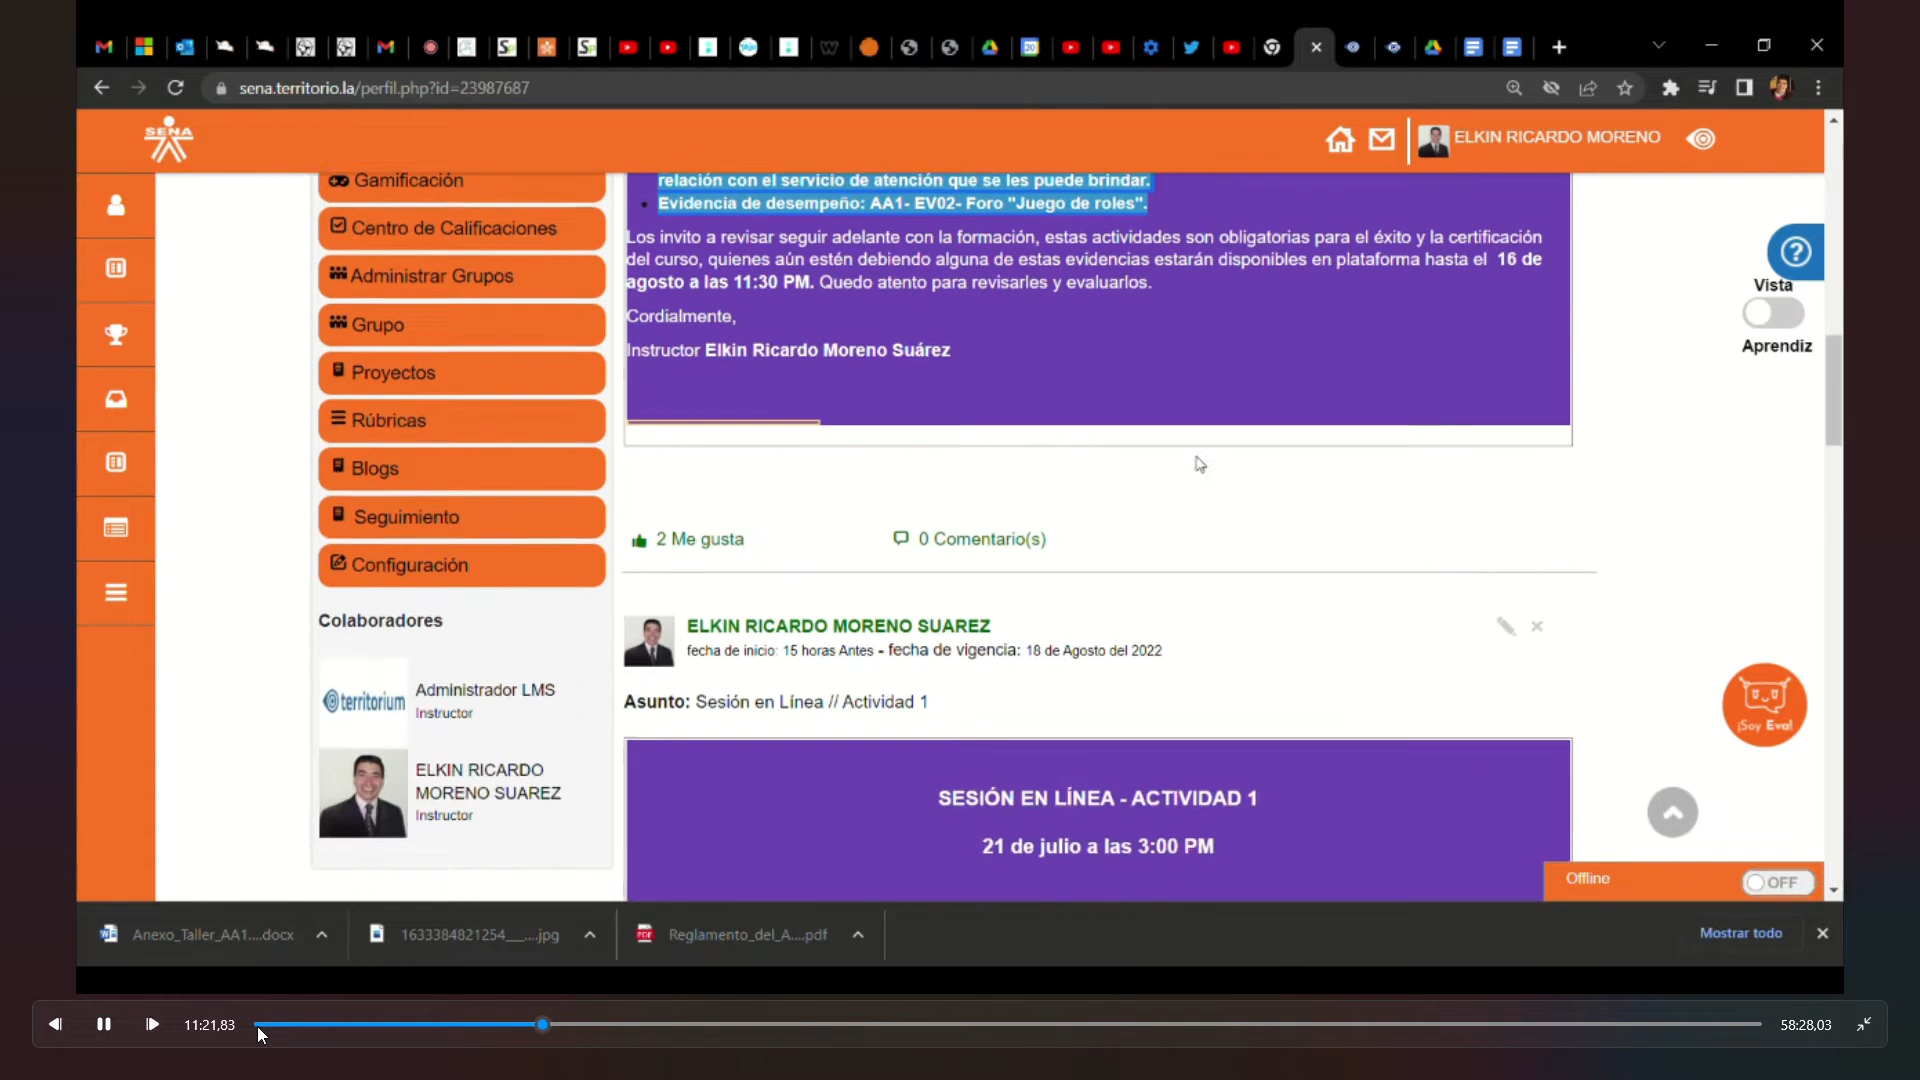 sena.territorio.la/perfil.php?id=23987687
SENA
ELKIN RICARDO MORENO
Gamificación
Centro de Calificaciones
Administrar Grupos
Grupo
Proyectos
Rúbricas
Blogs
Seguimiento
Configuración
Colaboradores
territorium
Administrador LMS
Instructor
ELKIN RICARDO
MORENO SUAREZ
Instructor
relación con el servicio de atención que se les puede brindar.
Evidencia de desempeño: AA1- EV02- Foro "Juego de roles".
Los invito a revisar seguir adelante con la formación, estas actividades son obligatorias para el éxito y la certificación
del curso, quienes aún estén debiendo alguna de estas evidencias estarán disponibles en plataforma hasta el 16 de
agosto a las 11:30 PM. Quedo atento para revisarles y evaluarlos.
Cordialmente,
Instructor Elkin Ricardo Moreno Suárez
2 Me gusta
0 Comentario(s)
ELKIN RICARDO MORENO SUAREZ
fecha de inicio: 15 horas Antes - fecha de vigencia: 18 de Agosto del 2022
Asunto: Sesión en Línea // Actividad 1
SESIÓN EN LÍNEA - ACTIVIDAD 1
21 de julio a las 3:00 PM
Vista
Aprendiz
¡Soy Eva!
Offline
OFF
Anexo_Taller_AA1....docx
1633384821254___....jpg
Reglamento_del_A....pdf
Mostrar todo
11:21,83
58:28,03